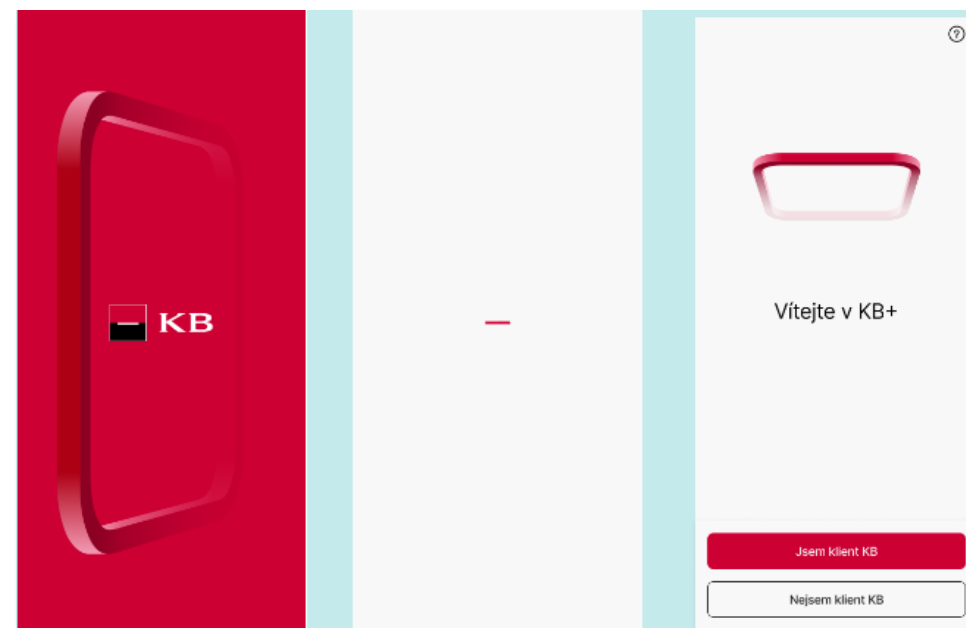 KB
?
Vítejte v KB+
Jsem klient KB
Nejsem klient KB